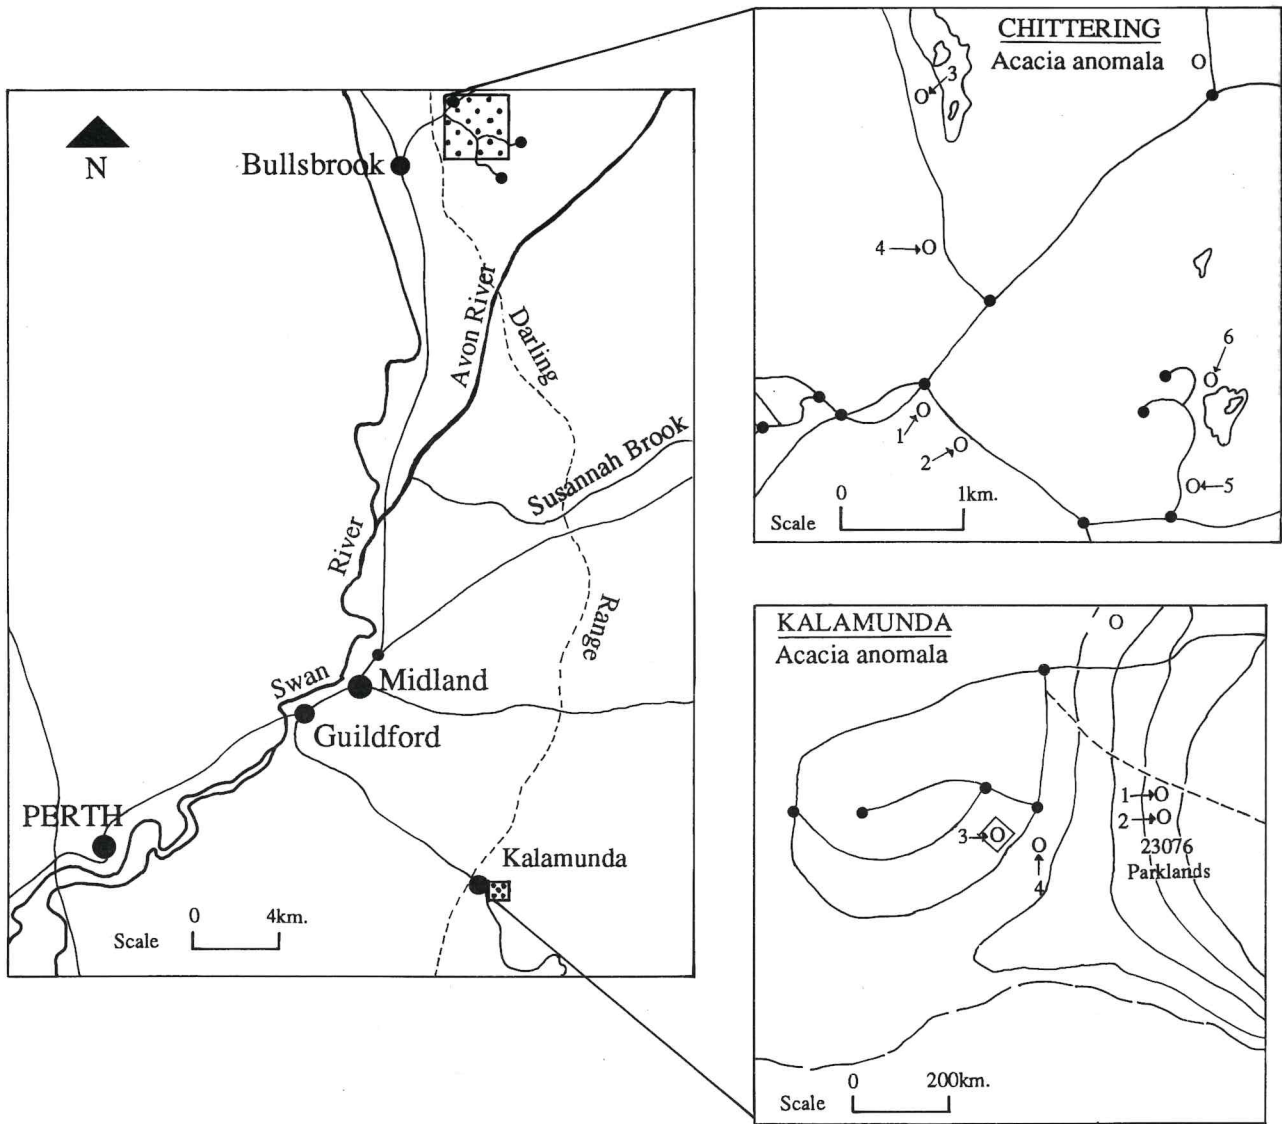 N
Bullsbrook
Avon River
Darling
Susannah Brook
River
Range
Swan
Midland
Guildford
PERTH
Kalamunda
0 4km.
Scale
CHITTERING
Acacia anomala
3
4
6
1
2
5
0 1km.
Scale
KALAMUNDA
Acacia anomala
1
2
3
23076
Parklands
4
0 200km.
Scale